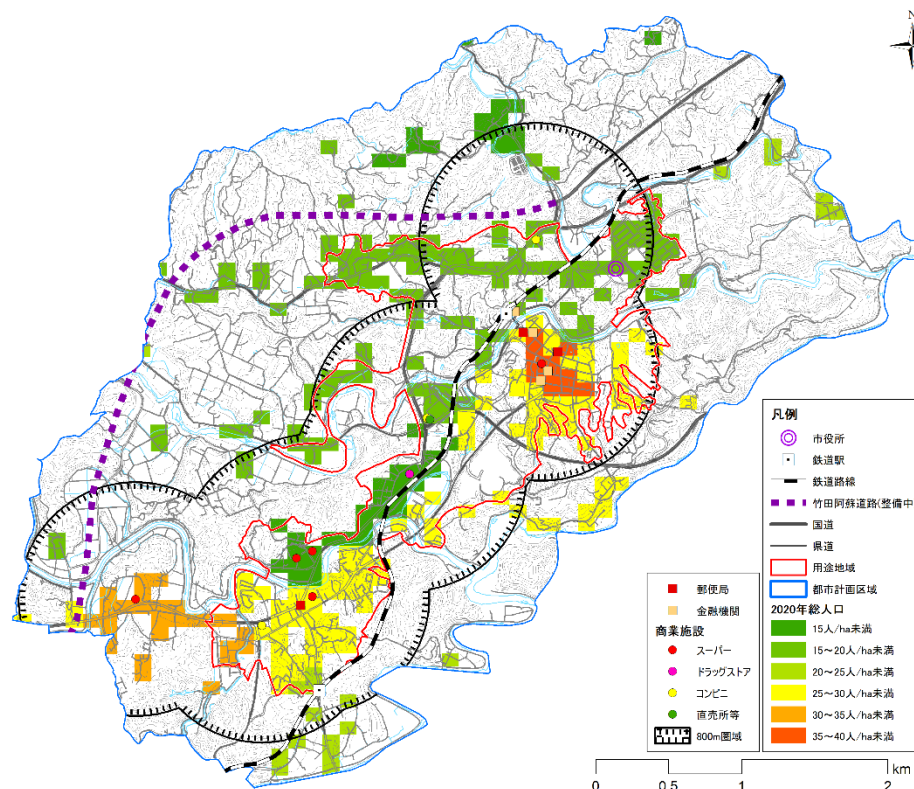 N
凡例
市役所
鉄道駅
鉄道路線
竹田阿蘇道路(整備中)
国道
県道
用途地域
都市計画区域
2020年総人口
15人/ha未満
15～20人/ha未満
20～25人/ha未満
25～30人/ha未満
30～35人/ha未満
35～40人/ha未満
郵便局
金融機関
商業施設
スーパー
ドラッグストア
コンビニ
直売所等
800m圏域
km
0 0.5 1 2